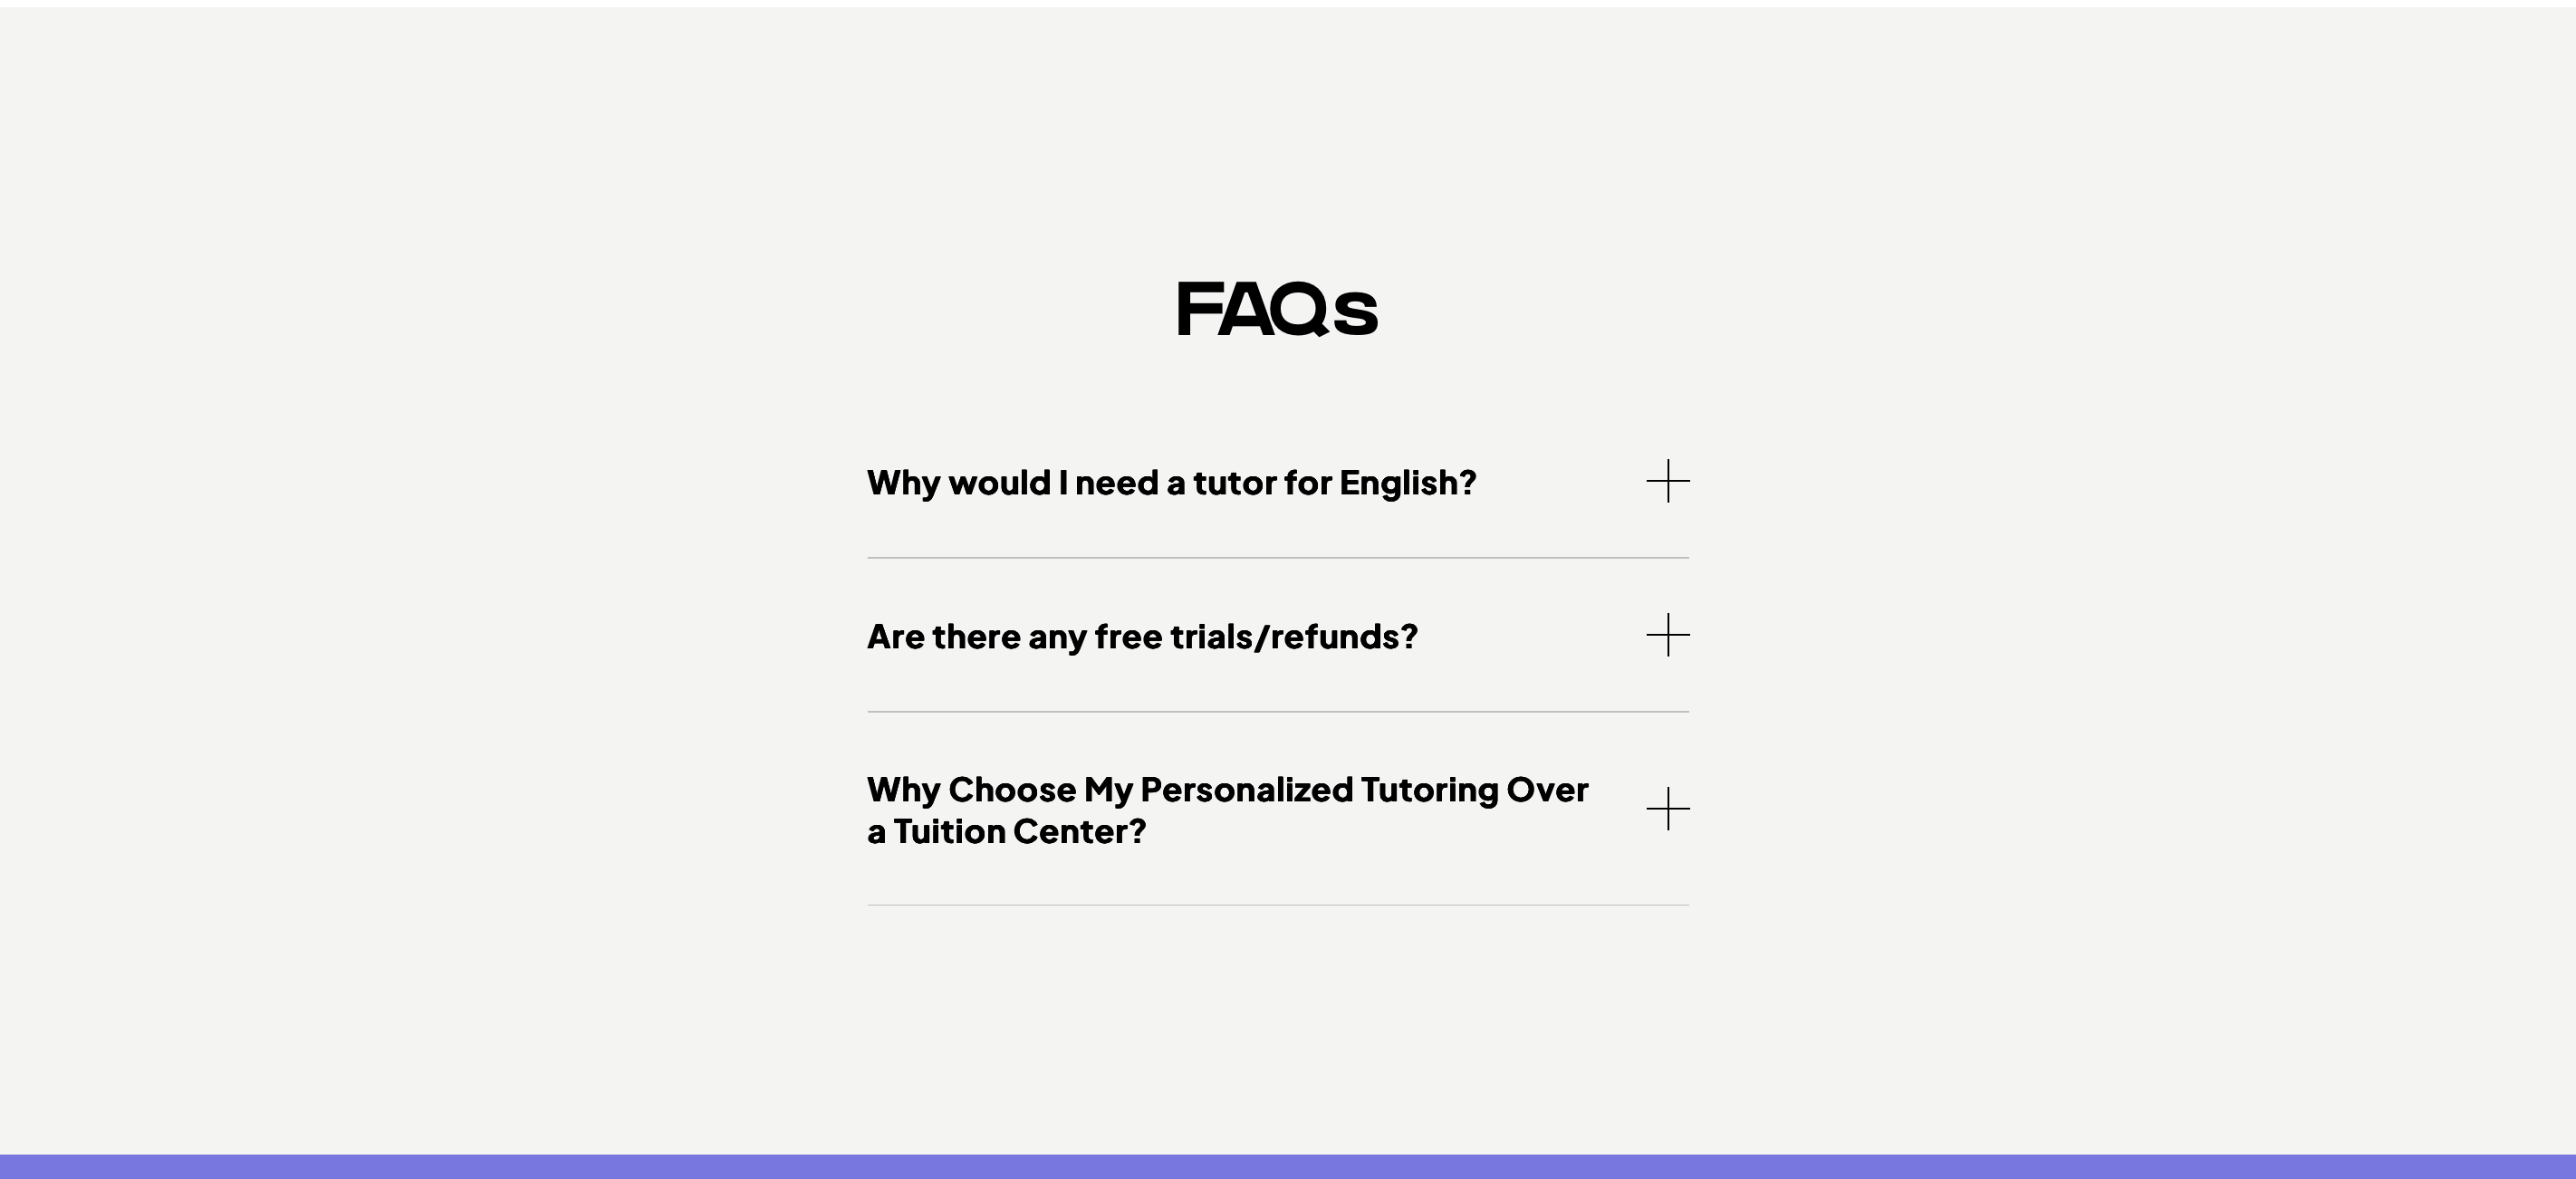 FAQs
Why would I need a tutor for English?
Are there any free trials/refunds?
Why Choose My Personalized Tutoring Over
a Tuition Center?